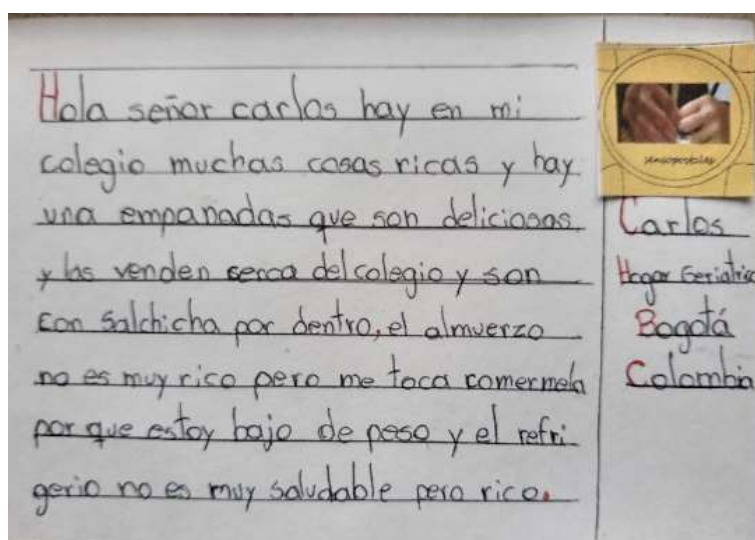 Hola señor carlos hay en mi
colegio muchas cosas ricas y hay
una empanadas que son deliciosas
y las venden serca del colegio y son
con salchicha por dentro, el almuerzo
no es muy rico pero me toca comermelo
por que estoy bajo de peso y el refri
gerio no es muy saludable pero rico.
sensopostales
Carlos
Hogar Geriatrico
Bogotá
Colombia